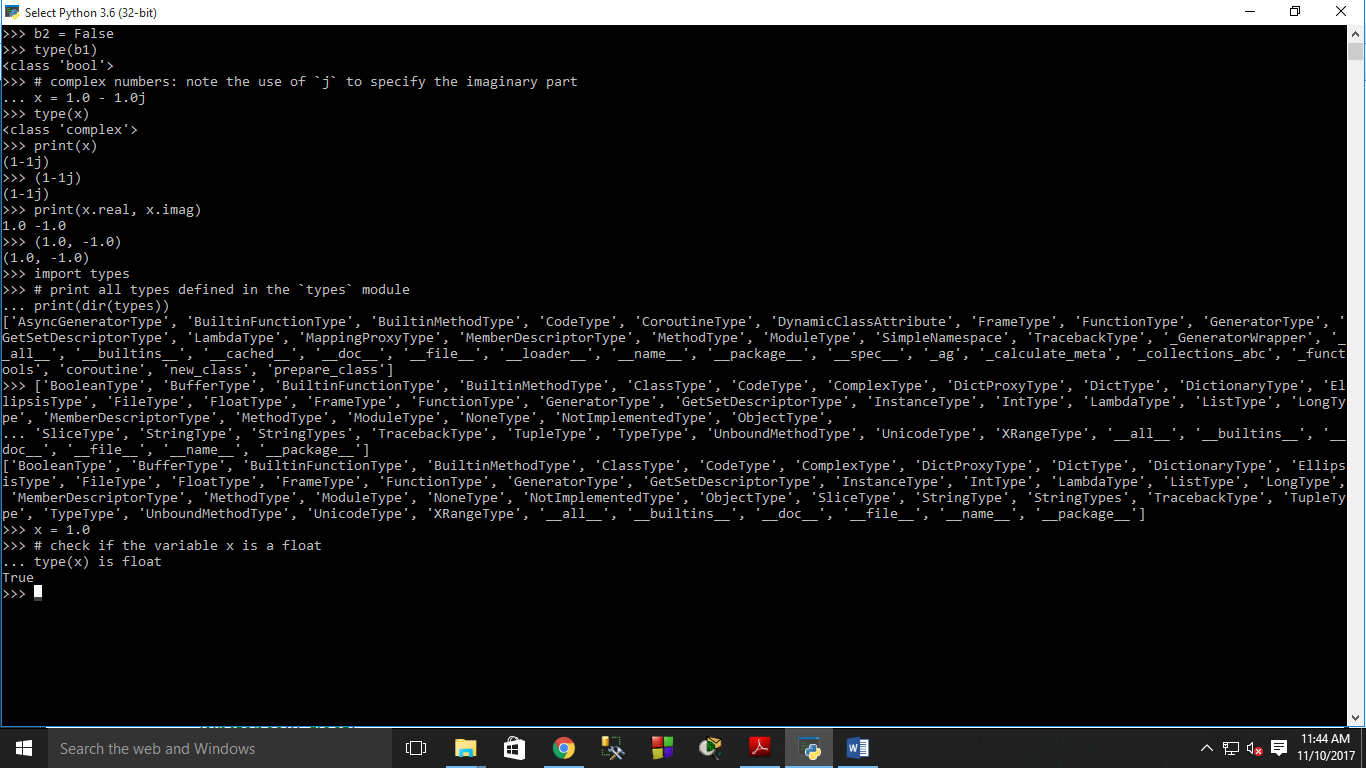 Select Python 3.6 (32-bit)
>>> b2 = False
>>> type(b1)
<class 'bool'>
>>> # complex numbers: note the use of `j` to specify the imaginary part
... x = 1.0 - 1.0j
>>> type(x)
<class 'complex'>
>>> print(x)
(1-1j)
>>> (1-1j)
(1-1j)
>>> print(x.real, x.imag)
1.0 -1.0
>>> (1.0, -1.0)
(1.0, -1.0)
>>> import types
>>> # print all types defined in the `types` module
... print(dir(types))
['AsyncGeneratorType', 'BuiltinFunctionType', 'BuiltinMethodType', 'CodeType', 'CoroutineType', 'DynamicClassAttribute', 'FrameType', 'FunctionType', 'GeneratorType', '
GetSetDescriptorType', 'LambdaType', 'MappingProxyType', 'MemberDescriptorType', 'MethodType', 'ModuleType', 'SimpleNamespace', 'TracebackType', '_GeneratorWrapper', '_
_all__', '__builtins__', '__cached__', '__doc__', '__file__', '__loader__', '__name__', '__package__', '__spec__', '_ag', '_calculate_meta', '_collections_abc', '_funct
ools', 'coroutine', 'new_class', 'prepare_class']
>>> ['BooleanType', 'BufferType', 'BuiltinFunctionType', 'BuiltinMethodType', 'ClassType', 'CodeType', 'ComplexType', 'DictProxyType', 'DictType', 'DictionaryType', 'El
lipsisType', 'FileType', 'FloatType', 'FrameType', 'FunctionType', 'GeneratorType', 'GetSetDescriptorType', 'InstanceType', 'IntType', 'LambdaType', 'ListType', 'LongTy
pe', 'MemberDescriptorType', 'MethodType', 'ModuleType', 'NoneType', 'NotImplementedType', 'ObjectType',
... 'SliceType', 'StringType', 'StringTypes', 'TracebackType', 'TupleType', 'TypeType', 'UnboundMethodType', 'UnicodeType', 'XRangeType', '__all__', '__builtins__', '__
doc__', '__file__', '__name__', '__package__']
['BooleanType', 'BufferType', 'BuiltinFunctionType', 'BuiltinMethodType', 'ClassType', 'CodeType', 'ComplexType', 'DictProxyType', 'DictType', 'DictionaryType', 'Ellips
isType', 'FileType', 'FloatType', 'FrameType', 'FunctionType', 'GeneratorType', 'GetSetDescriptorType', 'InstanceType', 'IntType', 'LambdaType', 'ListType', 'LongType',
'MemberDescriptorType', 'MethodType', 'ModuleType', 'NoneType', 'NotImplementedType', 'ObjectType', 'SliceType', 'StringType', 'StringTypes', 'TracebackType', 'TupleTy
pe', 'TypeType', 'UnboundMethodType', 'UnicodeType', 'XRangeType', '__all__', '__builtins__', '__doc__', '__file__', '__name__', '__package__']
>>> x = 1.0
>>> # check if the variable x is a float
... type(x) is float
True
>>>
Search the web and Windows
11:44 AM
11/10/2017